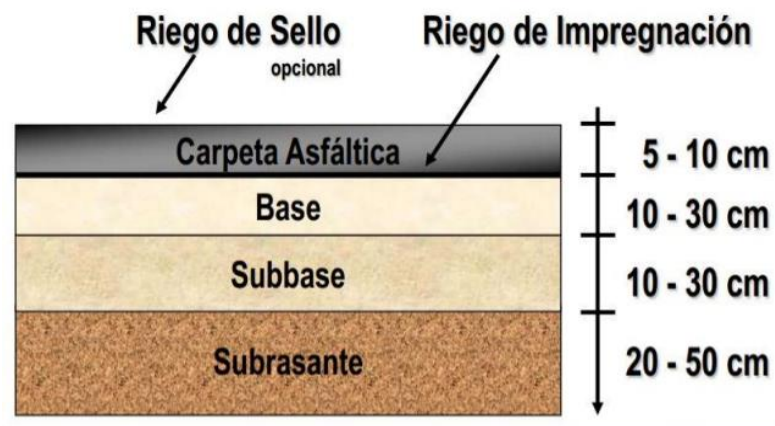 Riego de Sello
opcional
Riego de Impregnación
Carpeta Asfáltica
5 - 10 cm
Base
10 - 30 cm
Subbase
10 - 30 cm
Subrasante
20 - 50 cm